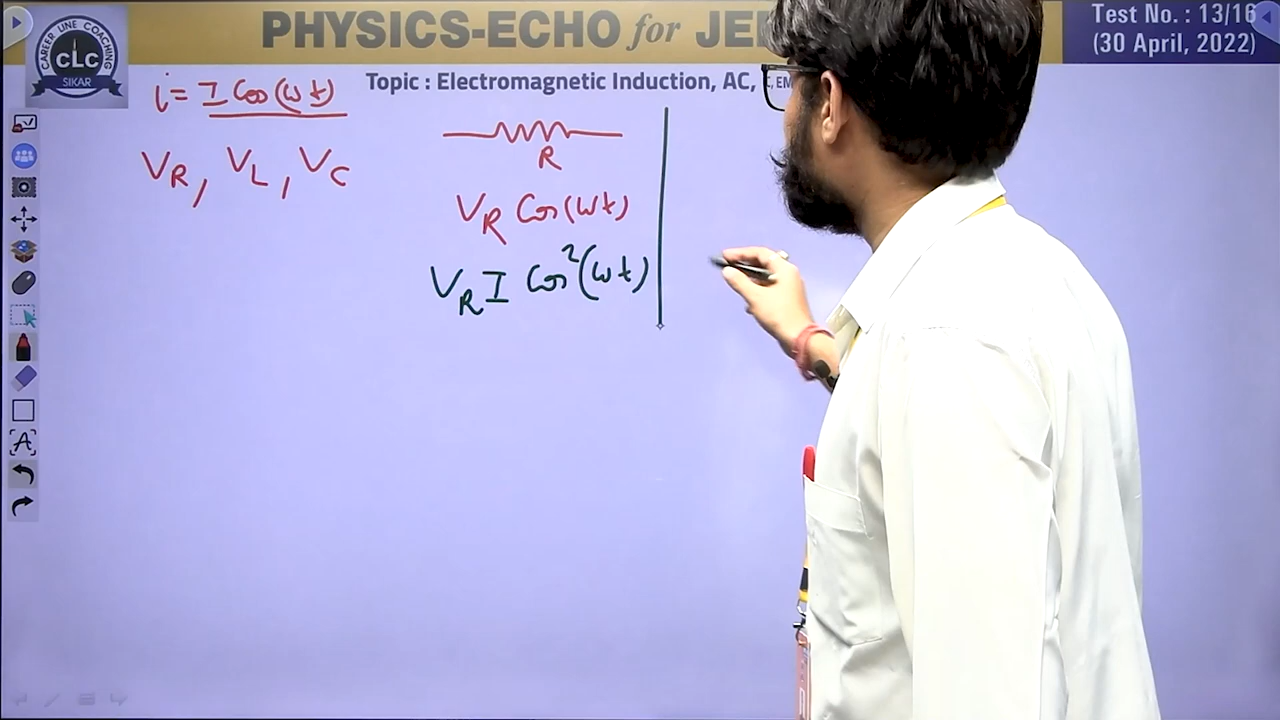 PHYSICS-ECHO for JEE
Test No. : 13/16
(30 April, 2022)
CAREER LINE COACHING
CLC
SIKAR
Topic : Electromagnetic Induction, AC,
i = I Cos(ωt)
V_R, V_L, V_C
R
V_R Cos(ωt)
V_R I Cos²(ωt)